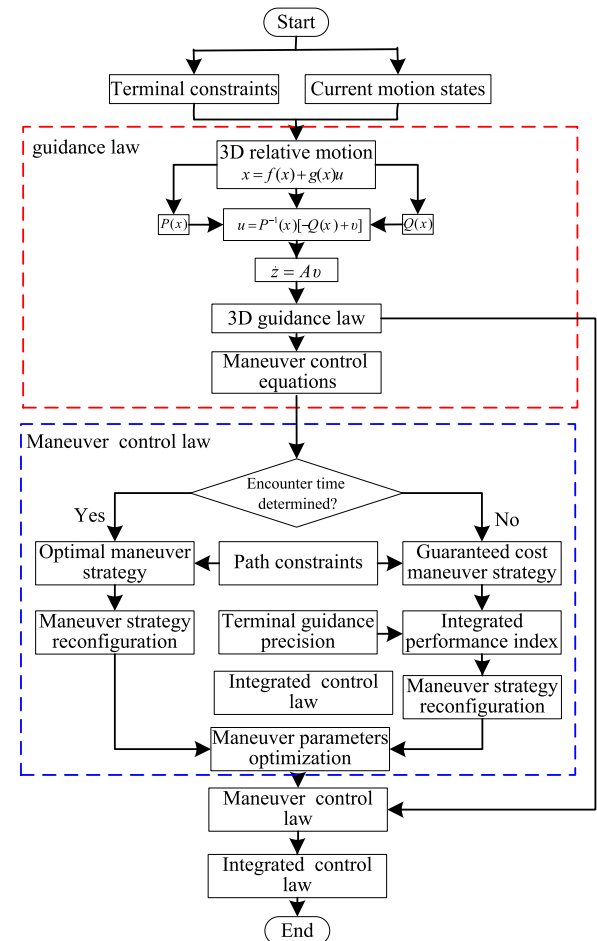 Start
Terminal constraints
Current motion states
guidance law
3D relative motion
x = f(x) + g(x)u
P(x)
u = P⁻¹(x)[-Q(x) + υ]
Q(x)
ż = Aυ
3D guidance law
Maneuver control
equations
Maneuver control law
Encounter time
determined?
Yes
No
Optimal maneuver
strategy
Path constraints
Guaranteed cost
maneuver strategy
Maneuver strategy
reconfiguration
Terminal guidance
precision
Integrated
performance index
Integrated control
law
Maneuver strategy
reconfiguration
Maneuver parameters
optimization
Maneuver control
law
Integrated control
law
End